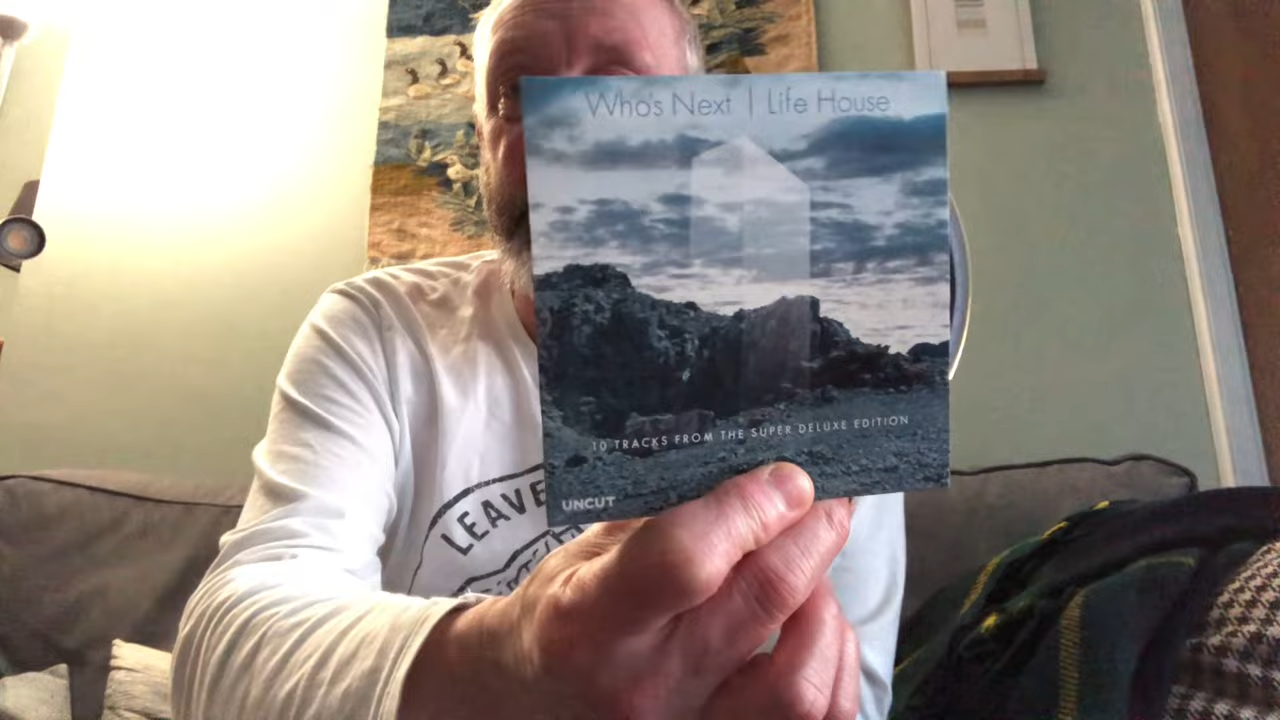 Who's Next | Life House
10 TRACKS FROM THE SUPER DELUXE EDITION
UNCUT
LEAVE